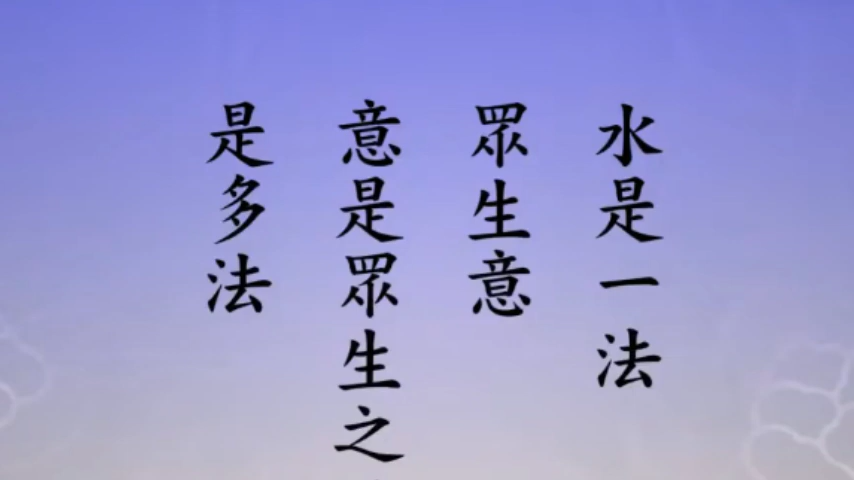 水是一法
眾生意
意是眾生之
是多法